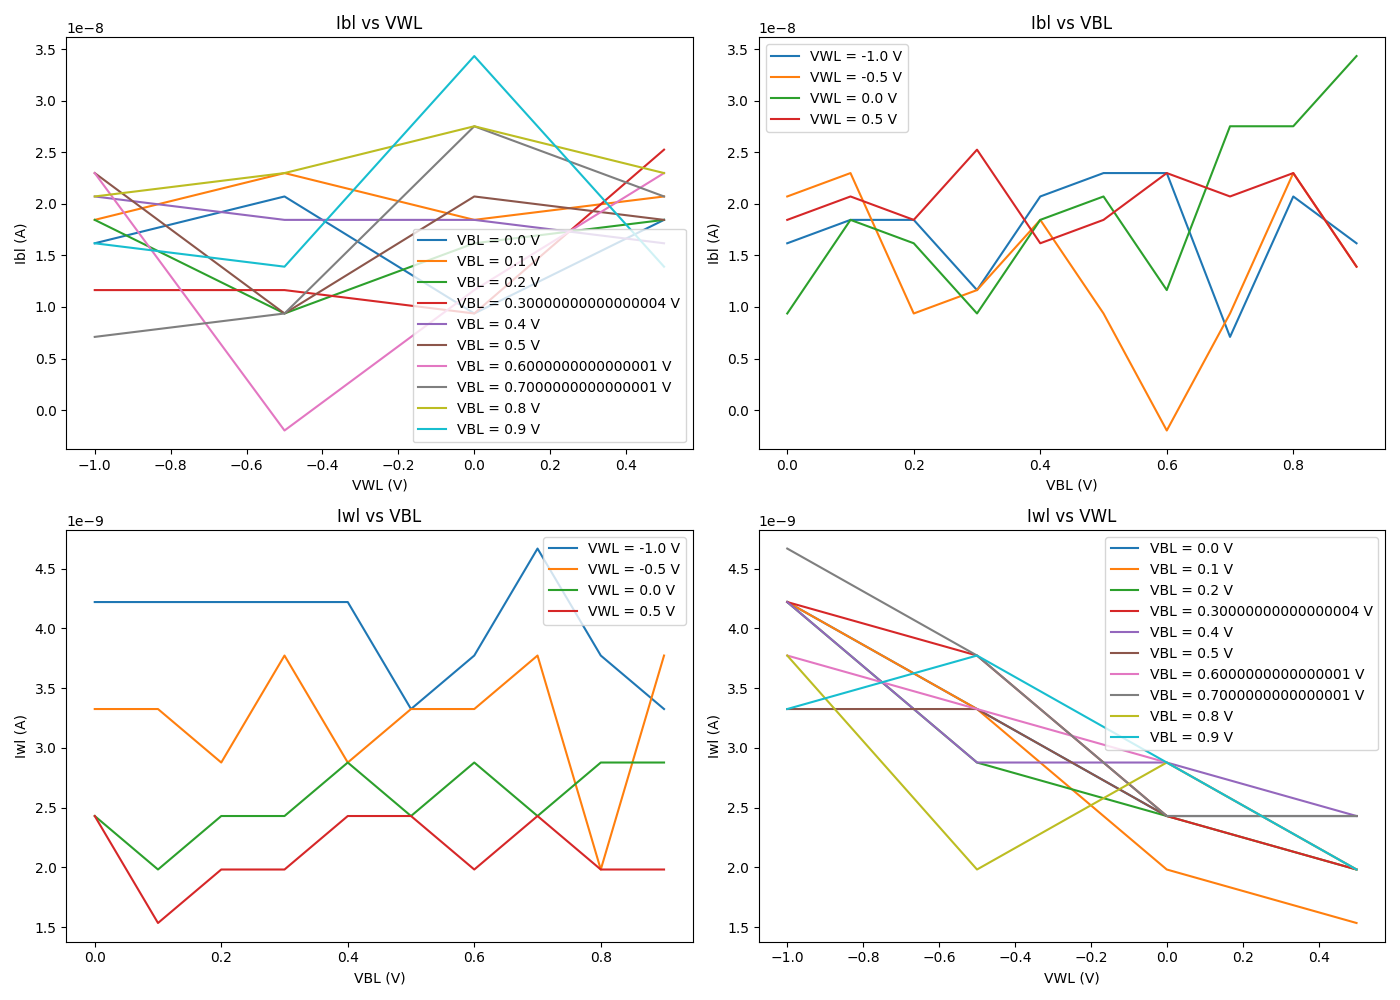 Ibl vs VWL
1e−8
3.5
3.0
2.5
2.0
1.5
1.0
0.5
0.0
Ibl (A)
VBL = 0.0 V
VBL = 0.1 V
VBL = 0.2 V
VBL = 0.30000000000000004 V
VBL = 0.4 V
VBL = 0.5 V
VBL = 0.6000000000000001 V
VBL = 0.7000000000000001 V
VBL = 0.8 V
VBL = 0.9 V
−1.0 −0.8 −0.6 −0.4 −0.2 0.0 0.2 0.4
VWL (V)
Ibl vs VBL
1e−8
3.5
3.0
2.5
2.0
1.5
1.0
0.5
0.0
Ibl (A)
VWL = -1.0 V
VWL = -0.5 V
VWL = 0.0 V
VWL = 0.5 V
0.0 0.2 0.4 0.6 0.8
VBL (V)
Iwl vs VBL
1e−9
4.5
4.0
3.5
3.0
2.5
2.0
1.5
Iwl (A)
VWL = -1.0 V
VWL = -0.5 V
VWL = 0.0 V
VWL = 0.5 V
0.0 0.2 0.4 0.6 0.8
VBL (V)
Iwl vs VWL
1e−9
4.5
4.0
3.5
3.0
2.5
2.0
1.5
Iwl (A)
VBL = 0.0 V
VBL = 0.1 V
VBL = 0.2 V
VBL = 0.30000000000000004 V
VBL = 0.4 V
VBL = 0.5 V
VBL = 0.6000000000000001 V
VBL = 0.7000000000000001 V
VBL = 0.8 V
VBL = 0.9 V
−1.0 −0.8 −0.6 −0.4 −0.2 0.0 0.2 0.4
VWL (V)